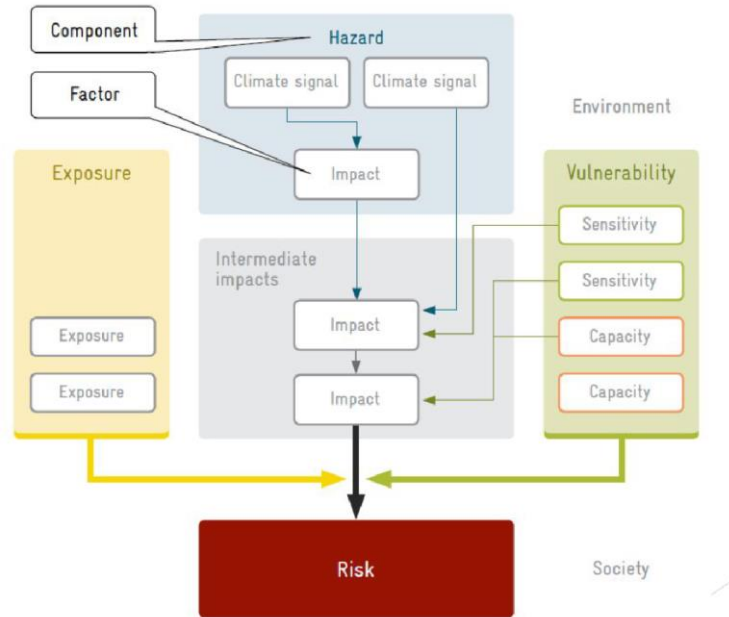 Component
Hazard
Climate signal
Climate signal
Factor
Environment
Exposure
Impact
Vulnerability
Sensitivity
Intermediate
impacts
Sensitivity
Exposure
Impact
Capacity
Exposure
Impact
Capacity
Risk
Society